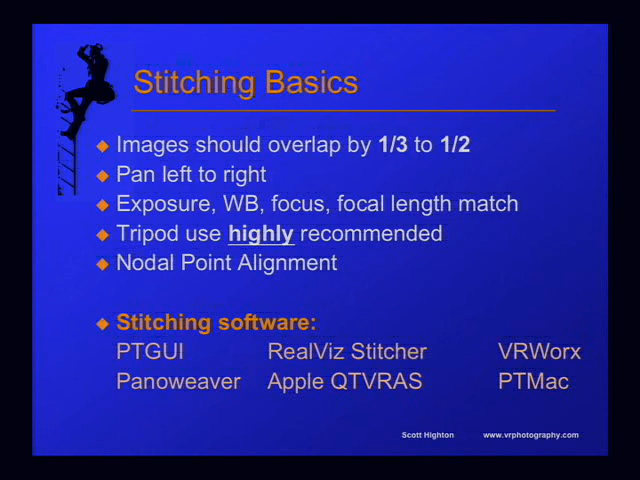 Stitching Basics
Images should overlap by 1/3 to 1/2
Pan left to right
Exposure, WB, focus, focal length match
Tripod use highly recommended
Nodal Point Alignment
Stitching software:
PTGUI RealViz Stitcher VRWorx
Panoweaver Apple QTVRAS PTMac
Scott Highton www.vrphotography.com